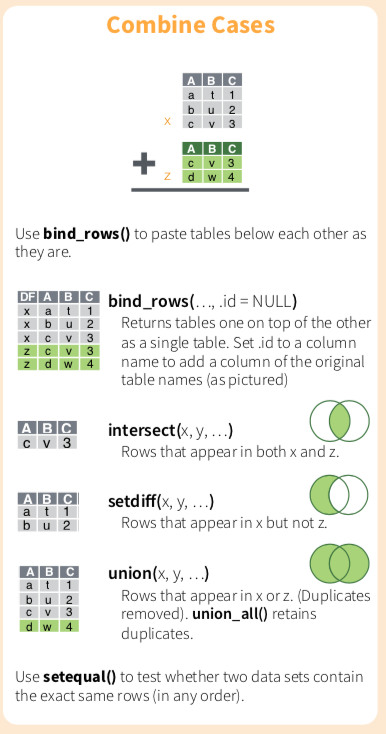 Combine Cases
A B C
a t 1
b u 2
x c v 3
+
A B C
c v 3
z d w 4
Use bind_rows() to paste tables below each other as
they are.
DF A B C
x a t 1
x b u 2
x c v 3
z c v 3
z d w 4
bind_rows(…, .id = NULL)
Returns tables one on top of the other
as a single table. Set .id to a column
name to add a column of the original
table names (as pictured)
A B C
c v 3
intersect(x, y, …)
Rows that appear in both x and z.
A B C
a t 1
b u 2
setdiff(x, y, …)
Rows that appear in x but not z.
A B C
a t 1
b u 2
c v 3
d w 4
union(x, y, …)
Rows that appear in x or z. (Duplicates
removed). union_all() retains
duplicates.
Use setequal() to test whether two data sets contain
the exact same rows (in any order).